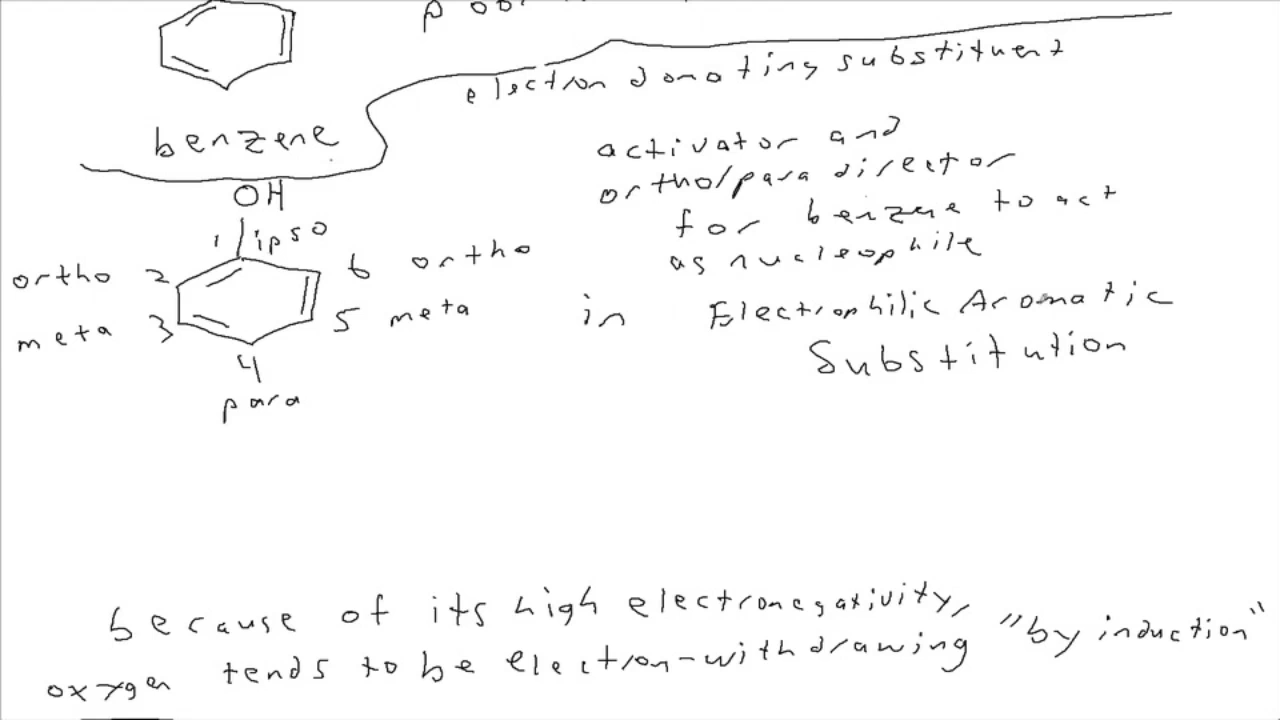 p
benzene
election donating substituent
activator and
ortho/para director
for benzene to act
as nucleophile
in Electrophilic Aromatic
Substitution
OH
1 ipso
ortho 2 6 ortho
meta 3 5 meta
4
para
because of its high electronegativity,
oxygen tends to be election-withdrawing "by induction"